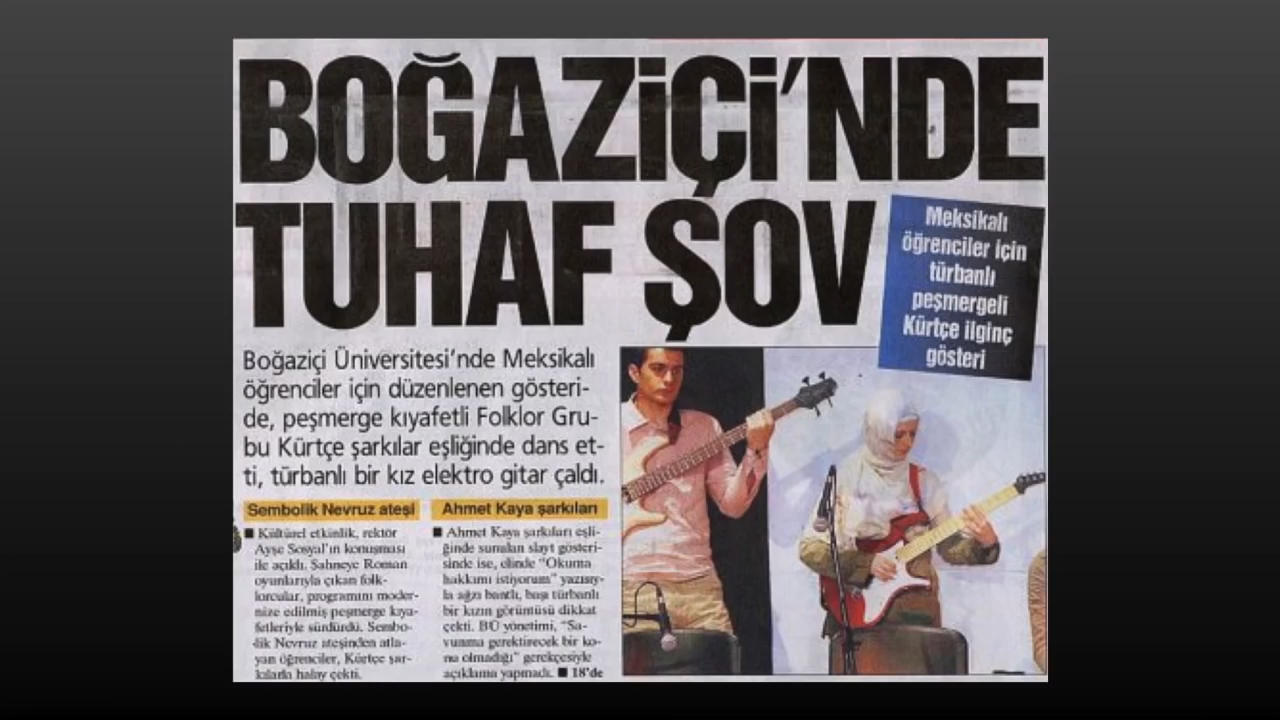 BOĞAZİÇİ'NDE
TUHAF ŞOV
Meksikalı
öğrenciler için
türbanlı
peşmergeli
Kürtçe ilginç
gösteri
Boğaziçi Üniversitesi'nde Meksikalı
öğrenciler için düzenlenen gösteri-
de, peşmerge kıyafetli Folklor Gru-
bu Kürtçe şarkılar eşliğinde dans et-
ti, türbanlı bir kız elektro gitar çaldı.
Sembolik Nevruz ateşi
■ Kültürel etkinlik, rektör
Ayşe Soysal'ın konuşması
ile açıldı. Sahneye Roman
oyunlarıyla çıkan folk-
lorcular, programını moder-
nize edilmiş peşmerge kıya-
fetleriyle sürdürdü. Sembo-
lik Nevruz ateşinden atla-
yan öğrenciler, Kürtçe şar-
kılarla halay çekti.
Ahmet Kaya şarkıları
■ Ahmet Kaya şarkıları eşli-
ğinde sunulan slayt gösteri-
sinde ise, elinde "Okuma
hakkımı istiyorum" yazısıy-
la ağzı bantlı, başı türbanlı
bir kızın görüntüsü dikkat
çekti. BÜ yönetimi, "Sa-
vunma gerektirecek bir ko-
nu olmadığı" gerekçesiyle
açıklama yapmadı. ■ 18'de